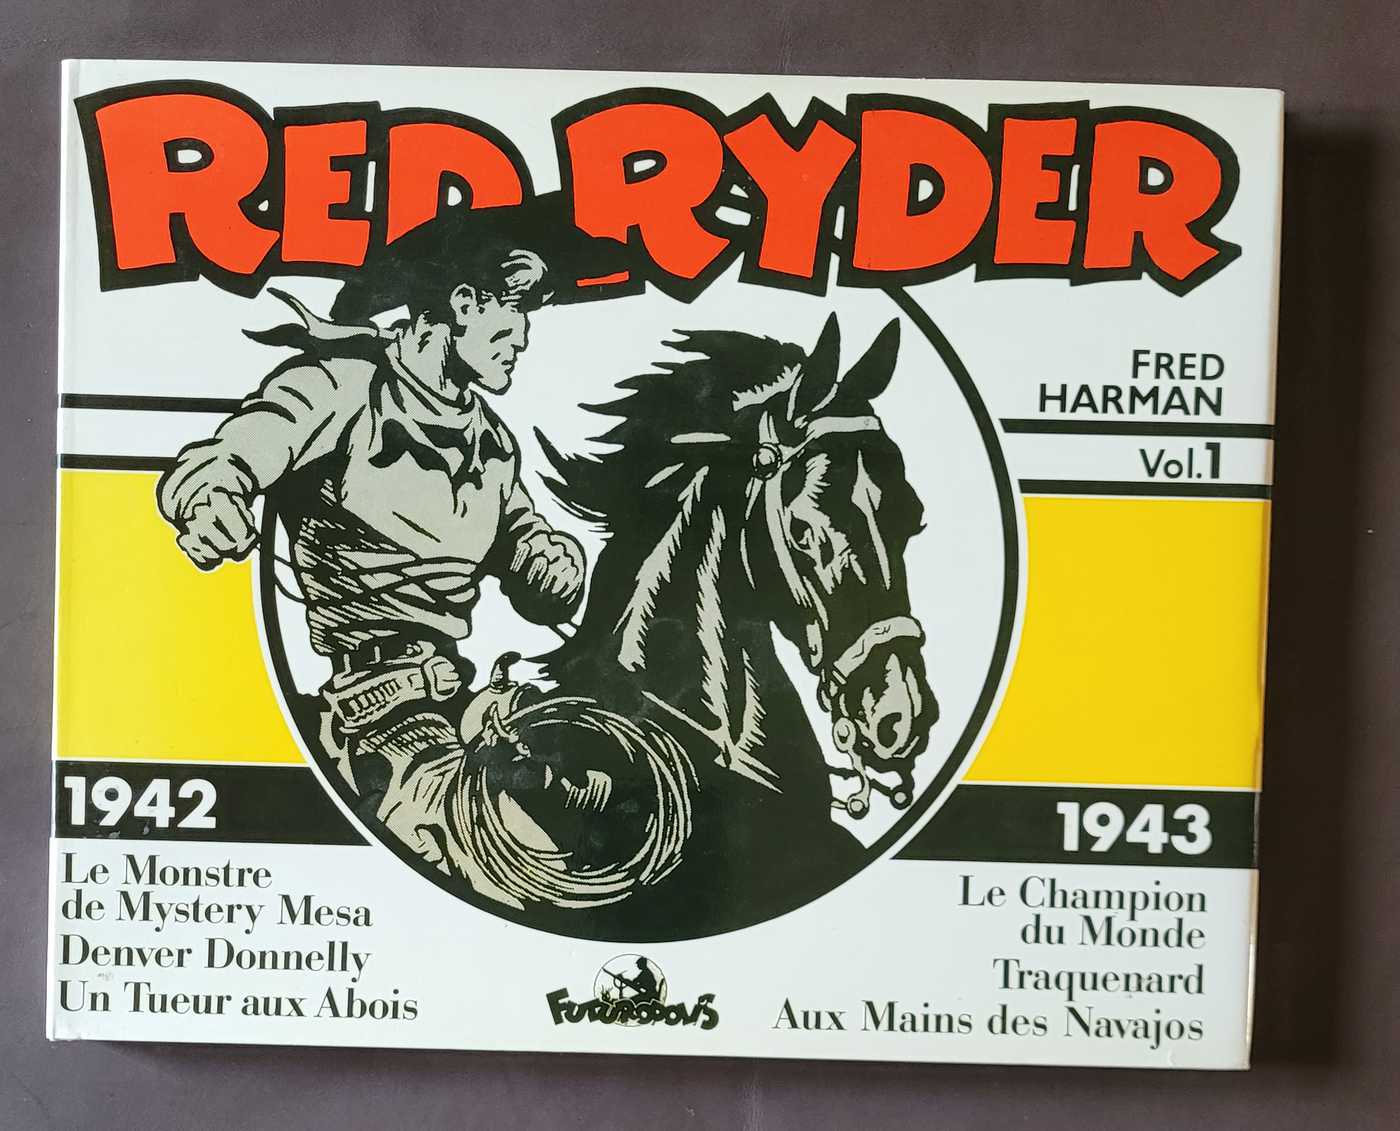 RED RYDER
FRED
HARMAN
Vol.1
1942
Le Monstre
de Mystery Mesa
Denver Donnelly
Un Tueur aux Abois
1943
Le Champion
du Monde
Traquenard
Aux Mains des Navajos
FUTUROPOLIS